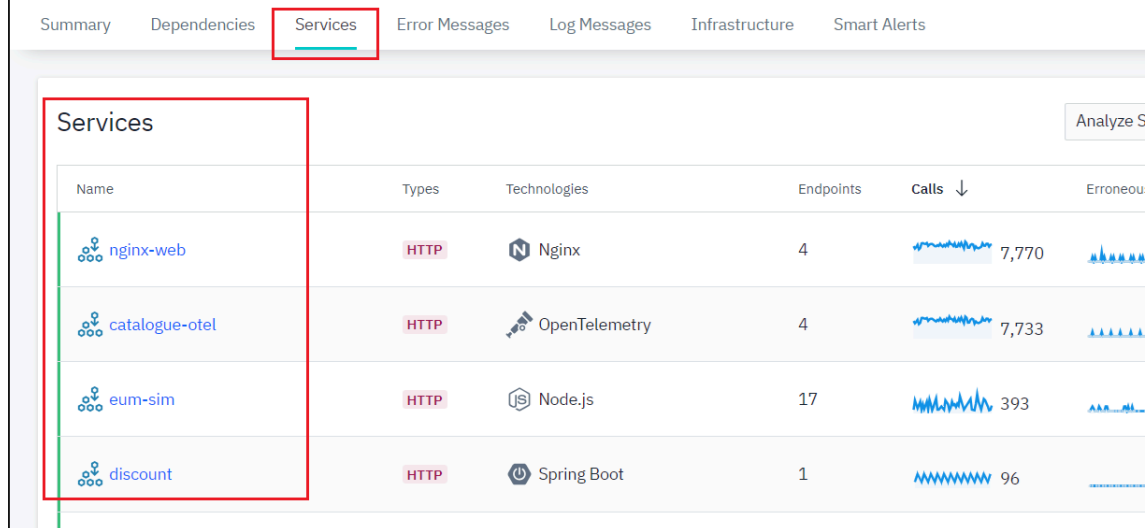 Summary Dependencies Services Error Messages Log Messages Infrastructure Smart Alerts
Services
Analyze S
Name Types Technologies Endpoints Calls Erroneous
nginx-web HTTP N Nginx 4 7,770
catalogue-otel HTTP OpenTelemetry 4 7,733
eum-sim HTTP JS Node.js 17 393
discount HTTP Spring Boot 1 96